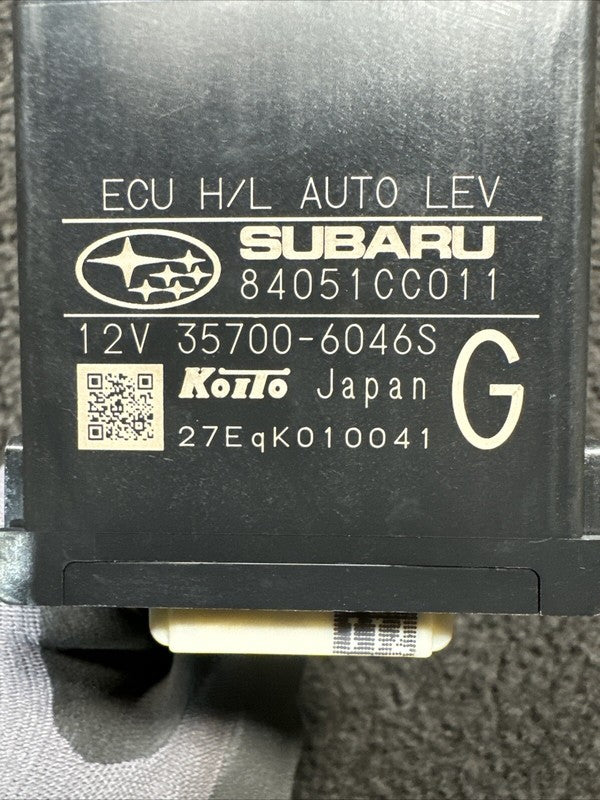 ECU H/L AUTO LEV
SUBARU
84051CC011
12V 35700-6046S
KOITO Japan
27EqK010041
G